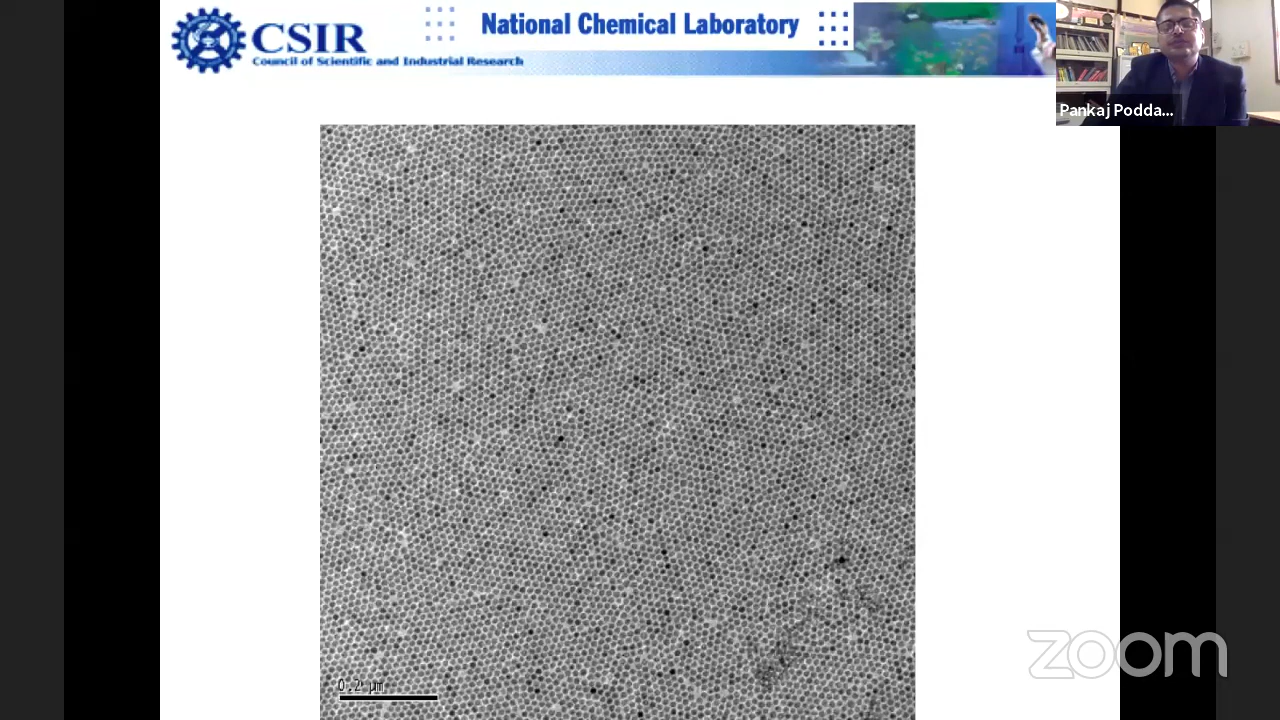 CSIR
Council of Scientific and Industrial Research
National Chemical Laboratory
Pankaj Podda...
0.2 µm
zoom